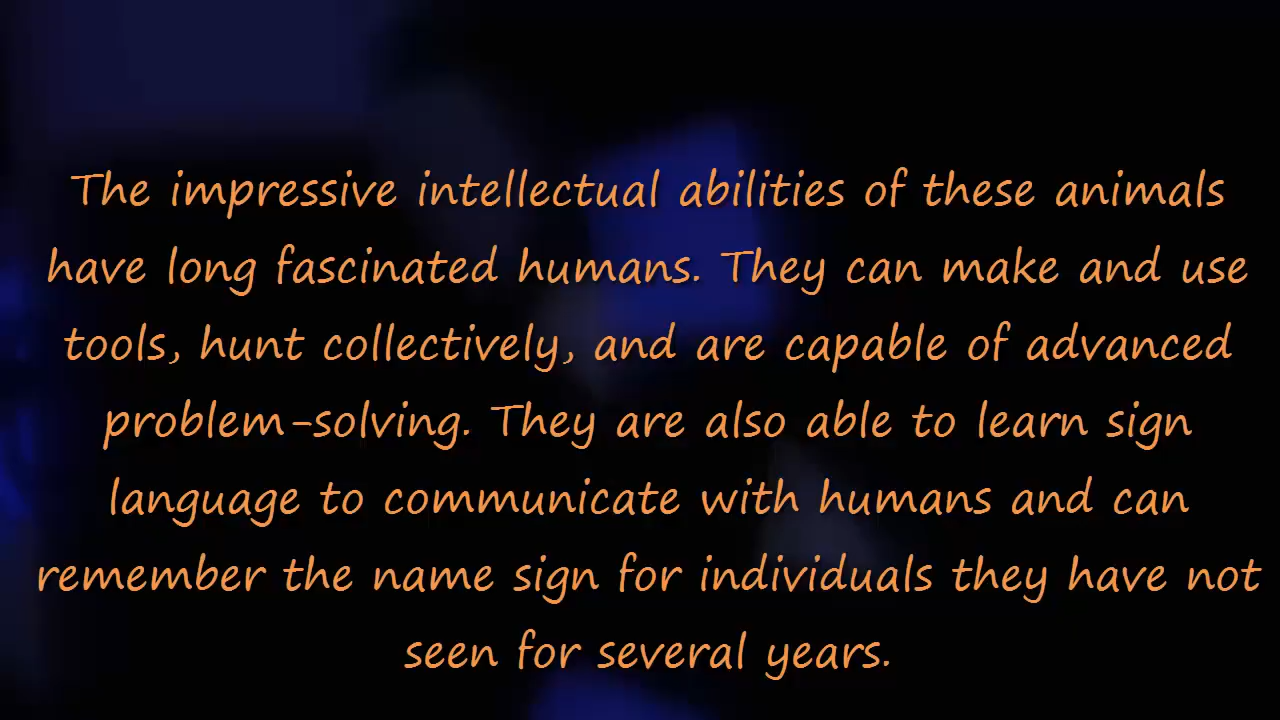 The impressive intellectual abilities of these animals
have long fascinated humans. They can make and use
tools, hunt collectively, and are capable of advanced
problem-solving. They are also able to learn sign
language to communicate with humans and can
remember the name sign for individuals they have not
seen for several years.